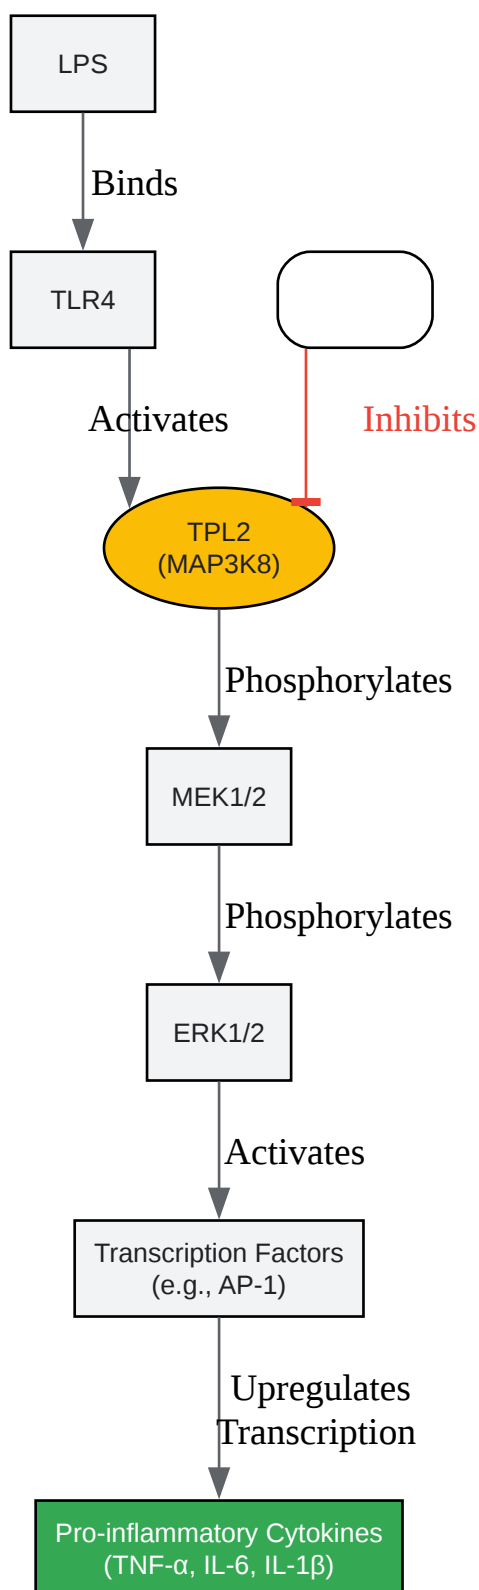 LPS
Binds
TLR4
Activates
Inhibits
TPL2
(MAP3K8)
Phosphorylates
MEK1/2
Phosphorylates
ERK1/2
Activates
Transcription Factors
(e.g., AP-1)
Upregulates
Transcription
Pro-inflammatory Cytokines
(TNF-α, IL-6, IL-1β)